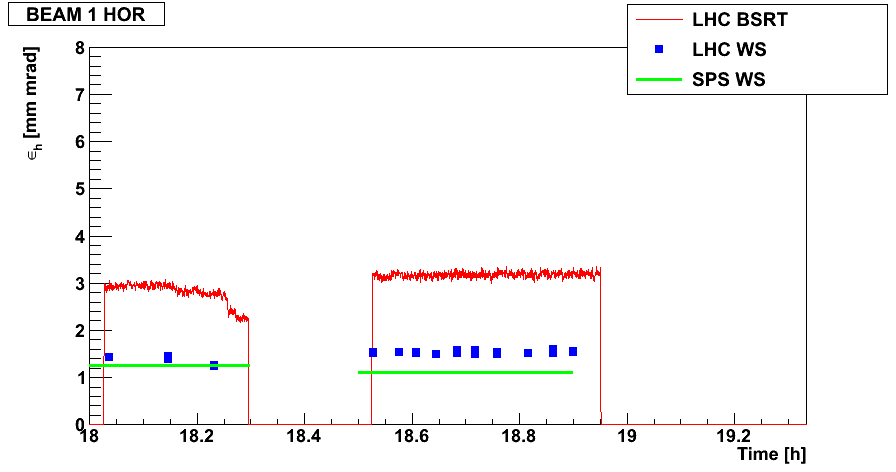 BEAM 1 HOR
LHC BSRT
LHC WS
SPS WS
ϵh [mm mrad]
8
7
6
5
4
3
2
1
0
18 18.2 18.4 18.6 18.8 19 19.2
Time [h]